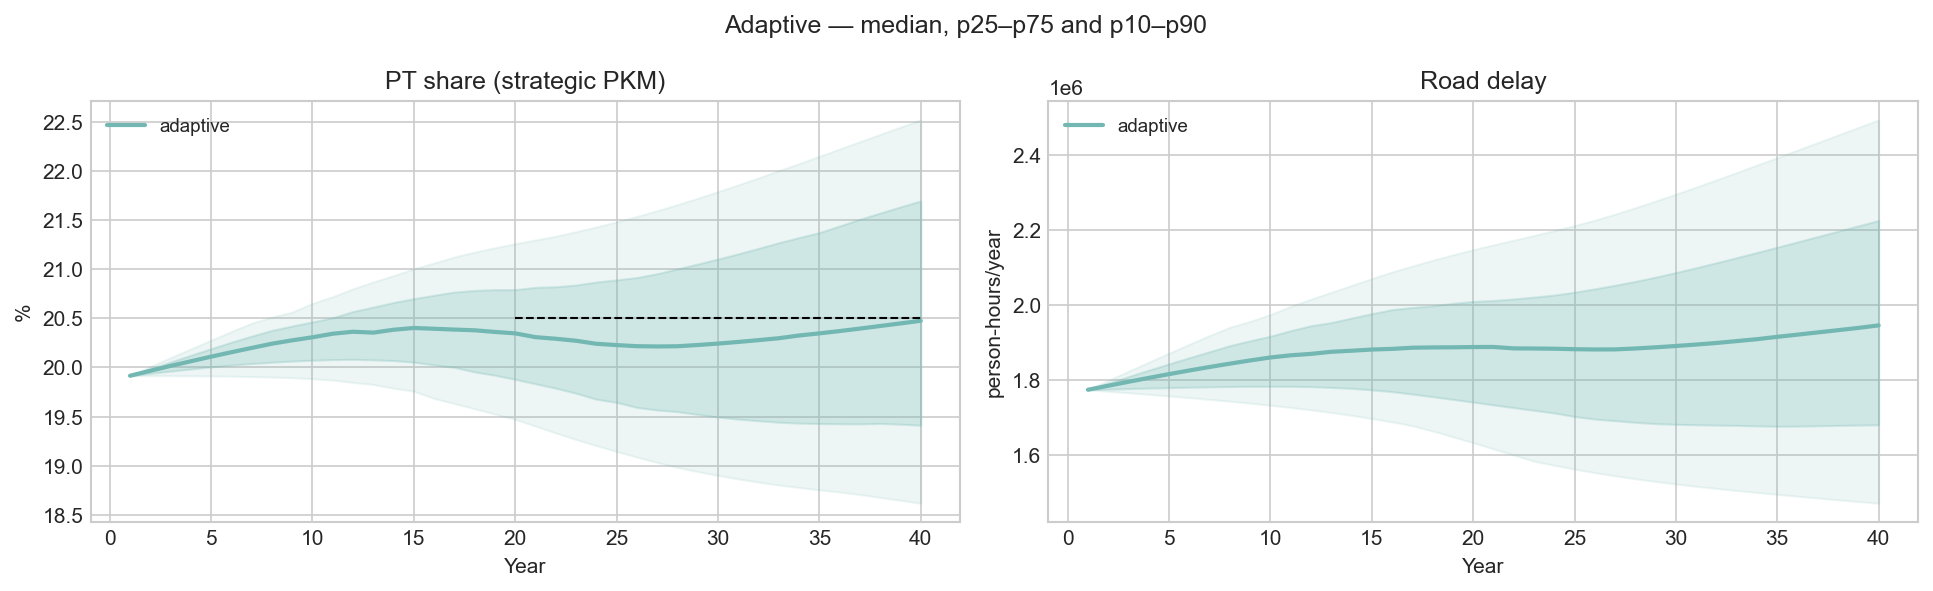 Adaptive — median, p25–p75 and p10–p90
PT share (strategic PKM)
adaptive
22.5
22.0
21.5
21.0
20.5
20.0
19.5
19.0
18.5
%
0 5 10 15 20 25 30 35 40
Year
Road delay
1e6
adaptive
2.4
2.2
2.0
1.8
1.6
person-hours/year
0 5 10 15 20 25 30 35 40
Year